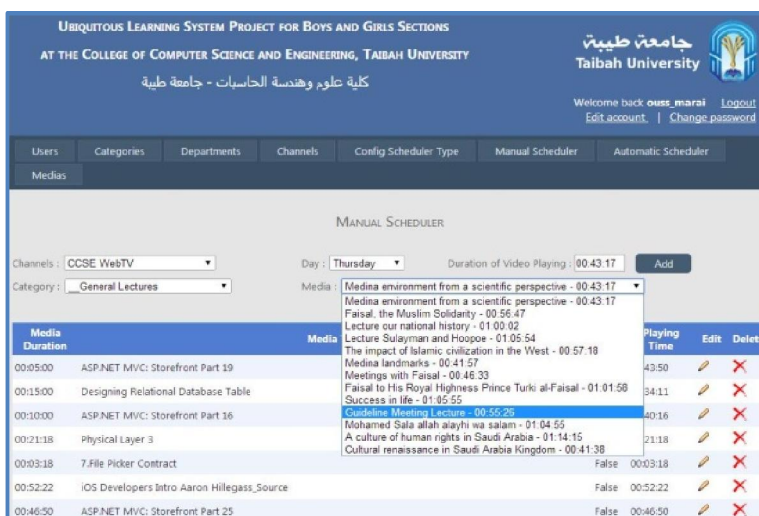 UBIQUITOUS LEARNING SYSTEM PROJECT FOR BOYS AND GIRLS SECTIONS
AT THE COLLEGE OF COMPUTER SCIENCE AND ENGINEERING, TAIBAH UNIVERSITY
كلية علوم وهندسة الحاسبات - جامعة طيبة
جامعة طيبة
Taibah University
Welcome back ouss_marai Logout
Edit account | Change password
Users Categories Departments Channels Config Scheduler Type Manual Scheduler Automatic Scheduler
Medias
MANUAL SCHEDULER
Channels : CCSE WebTV Day : Thursday Duration of Video Playing : 00:43:17 Add
Category : __General Lectures Media : Medina environment from a scientific perspective - 00:43:17
Medina environment from a scientific perspective - 00:43:17
Faisal, the Muslim Solidarity - 00:56:47
Lecture our national history - 01:00:02
Lecture Sulayman and Hoopoe - 01:05:54
The impact of Islamic civilization in the West - 00:57:18
Medina landmarks - 00:41:57
Meetings with Faisal - 00:46:33
Faisal to His Royal Highness Prince Turki al-Faisal - 01:01:58
Success in life - 01:05:55
Guideline Meeting Lecture - 00:55:26
Mohamed Sala allah alayhi wa salam - 01:04:55
A culture of human rights in Saudi Arabia - 01:14:15
Cultural renaissance in Saudi Arabia Kingdom - 00:41:38
Media Duration Media Playing Time Edit Delet
00:05:00 ASP.NET MVC: Storefront Part 19 43:50
00:15:00 Designing Relational Database Table 34:11
00:10:00 ASP.NET MVC: Storefront Part 16 40:16
00:21:18 Physical Layer 3 21:18
00:03:18 7.File Picker Contract False 00:03:18
00:52:22 iOS Developers Intro Aaron Hillegass_Source False 00:52:22
00:46:50 ASP.NET MVC: Storefront Part 25 False 00:46:50